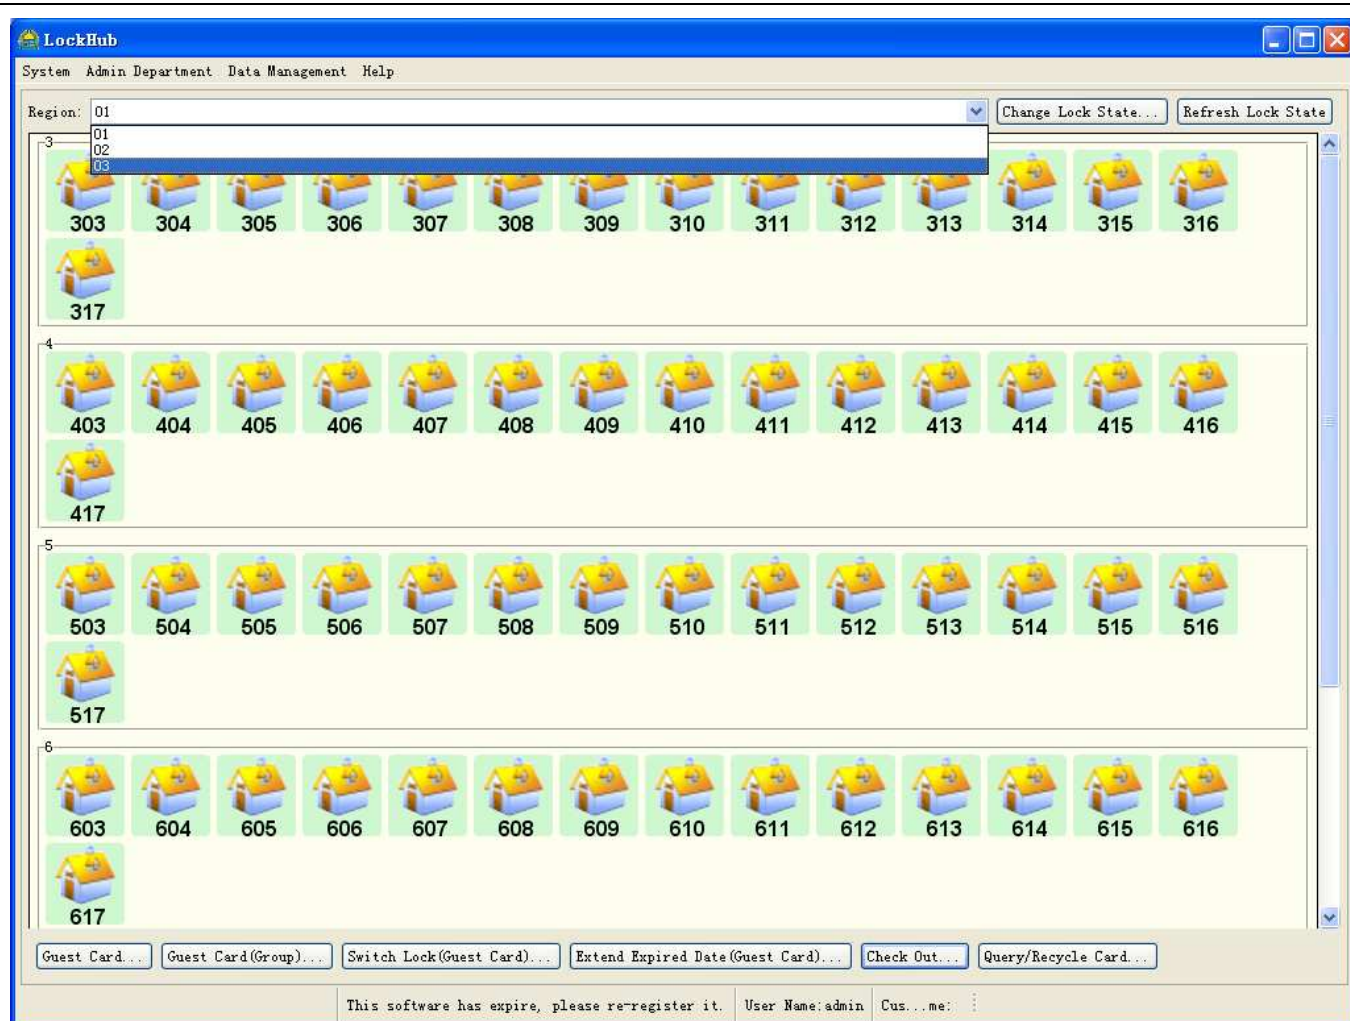 LockHub
System Admin Department Data Management Help
Region: 01 Change Lock State... Refresh Lock State
01
02
03
3
303 304 305 306 307 308 309 310 311 312 313 314 315 316
317
4
403 404 405 406 407 408 409 410 411 412 413 414 415 416
417
5
503 504 505 506 507 508 509 510 511 512 513 514 515 516
517
6
603 604 605 606 607 608 609 610 611 612 613 614 615 616
617
Guest Card... Guest Card(Group)... Switch Lock(Guest Card)... Extend Expired Date(Guest Card)... Check Out... Query/Recycle Card...
This software has expire, please re-register it. User Name:admin Cus...me: